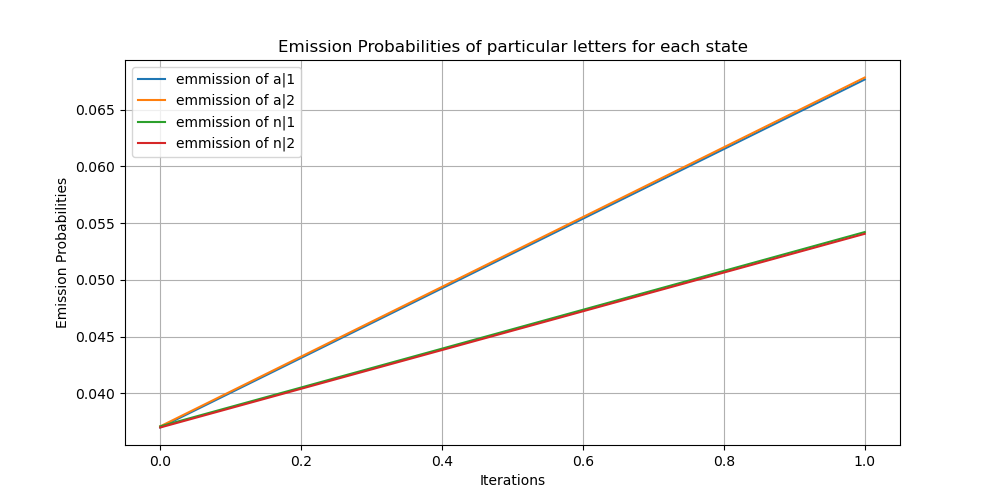 Emission Probabilities of particular letters for each state
emmission of a|1
emmission of a|2
emmission of n|1
emmission of n|2
0.065
0.060
0.055
0.050
0.045
0.040
Emission Probabilities
0.0 0.2 0.4 0.6 0.8 1.0
Iterations